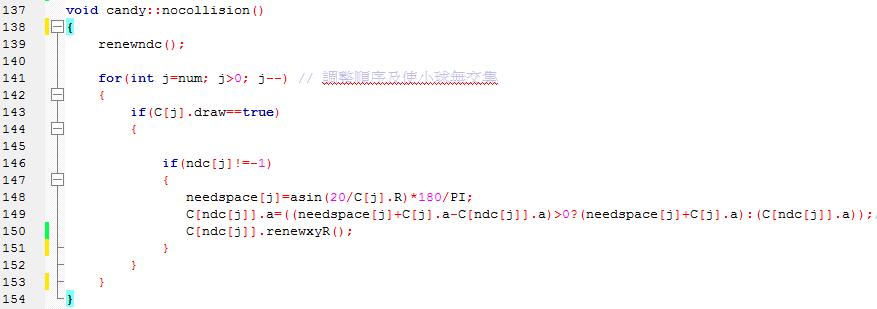 137 void candy::nocollision()
138 {
139 renewndc();
140
141 for(int j=num; j>0; j--) // 調整順序及使小球無交集
142 {
143 if(C[j].draw==true)
144 {
145
146 if(ndc[j]!=-1)
147 {
148 needspace[j]=asin(20/C[j].R)*180/PI;
149 C[ndc[j]].a=((needspace[j]+C[j].a-C[ndc[j]].a)>0?(needspace[j]+C[j].a):(C[ndc[j]].a));
150 C[ndc[j]].renewxyR();
151 }
152 }
153 }
154 }